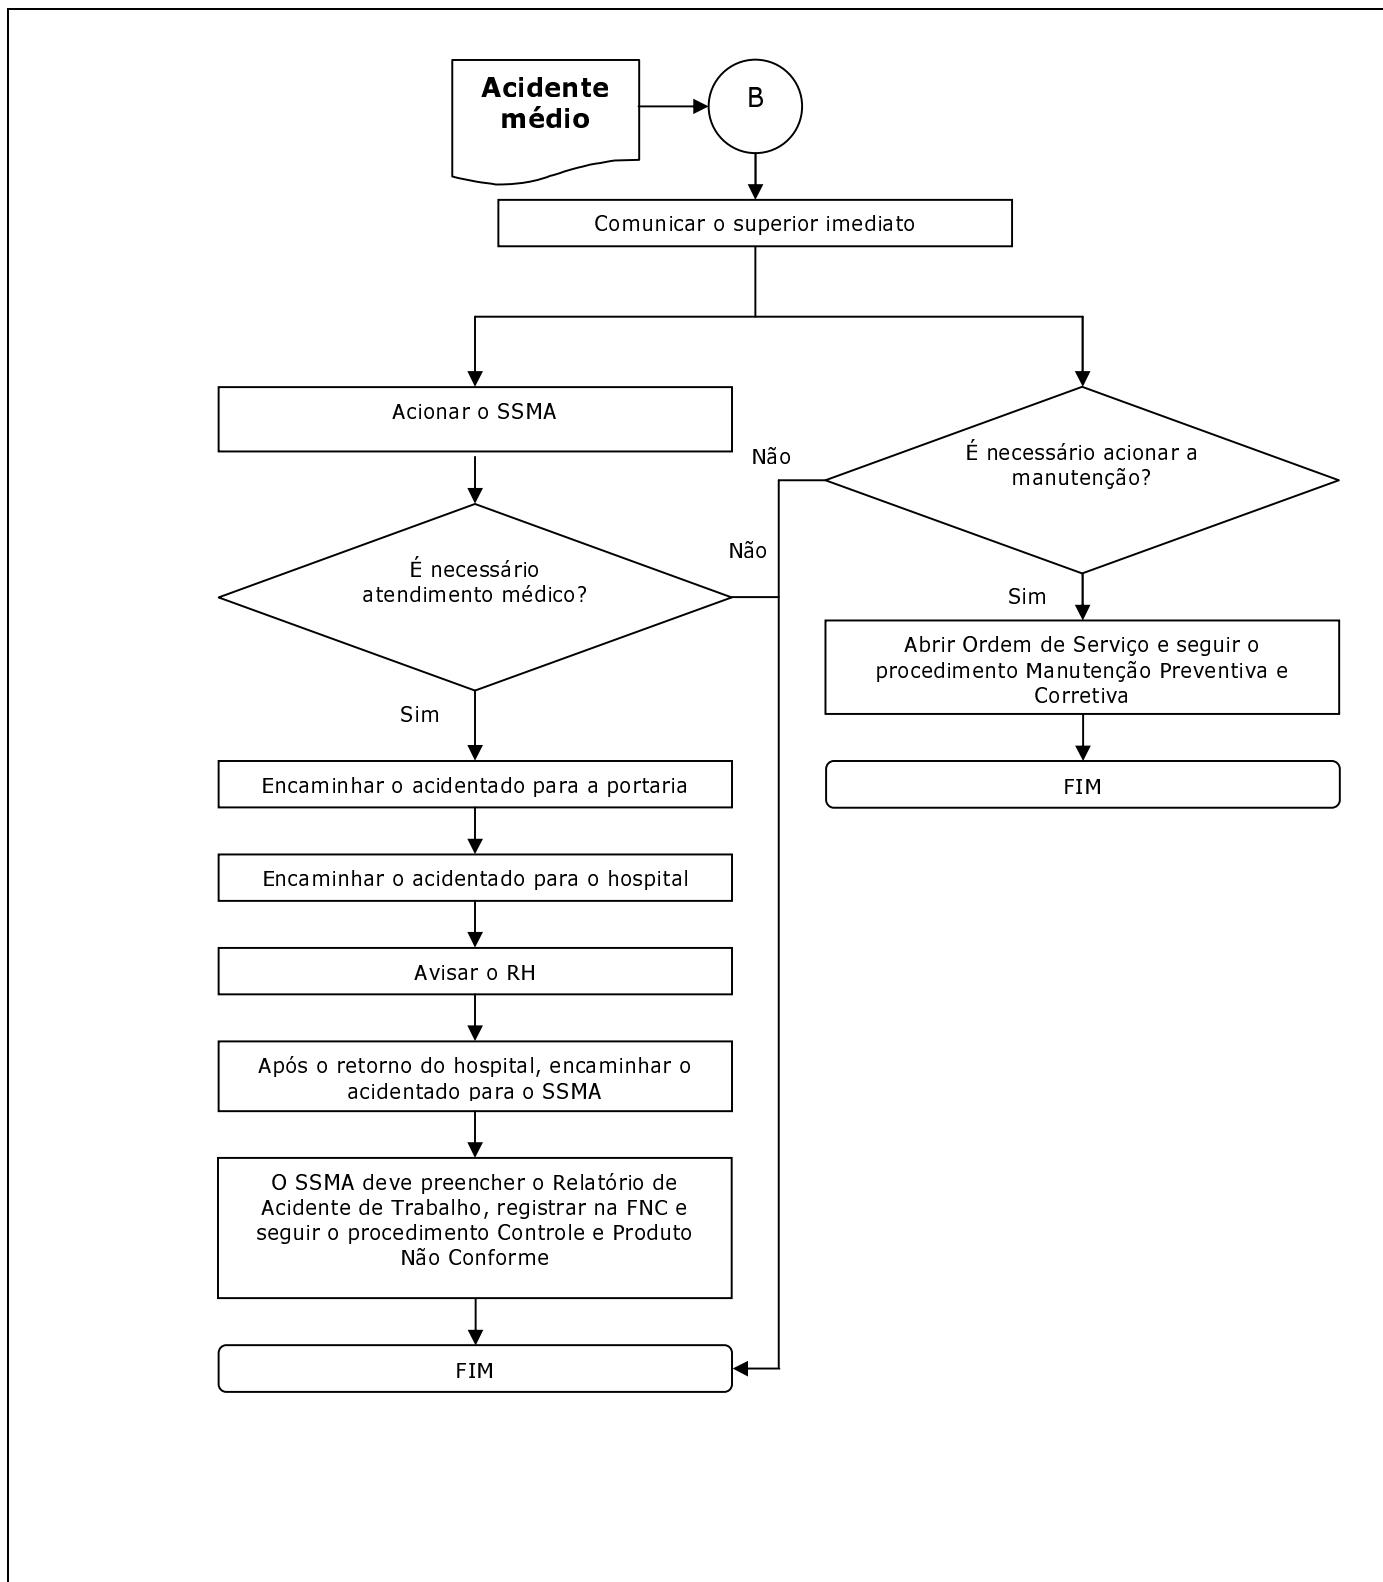 Acidente
médio
B
Comunicar o superior imediato
Acionar o SSMA
Não
É necessário acionar a
manutenção?
Não
É necessário
atendimento médico?
Sim
Abrir Ordem de Serviço e seguir o
procedimento Manutenção Preventiva e
Corretiva
Sim
Encaminhar o acidentado para a portaria
FIM
Encaminhar o acidentado para o hospital
Avisar o RH
Após o retorno do hospital, encaminhar o
acidentado para o SSMA
O SSMA deve preencher o Relatório de
Acidente de Trabalho, registrar na FNC e
seguir o procedimento Controle e Produto
Não Conforme
FIM